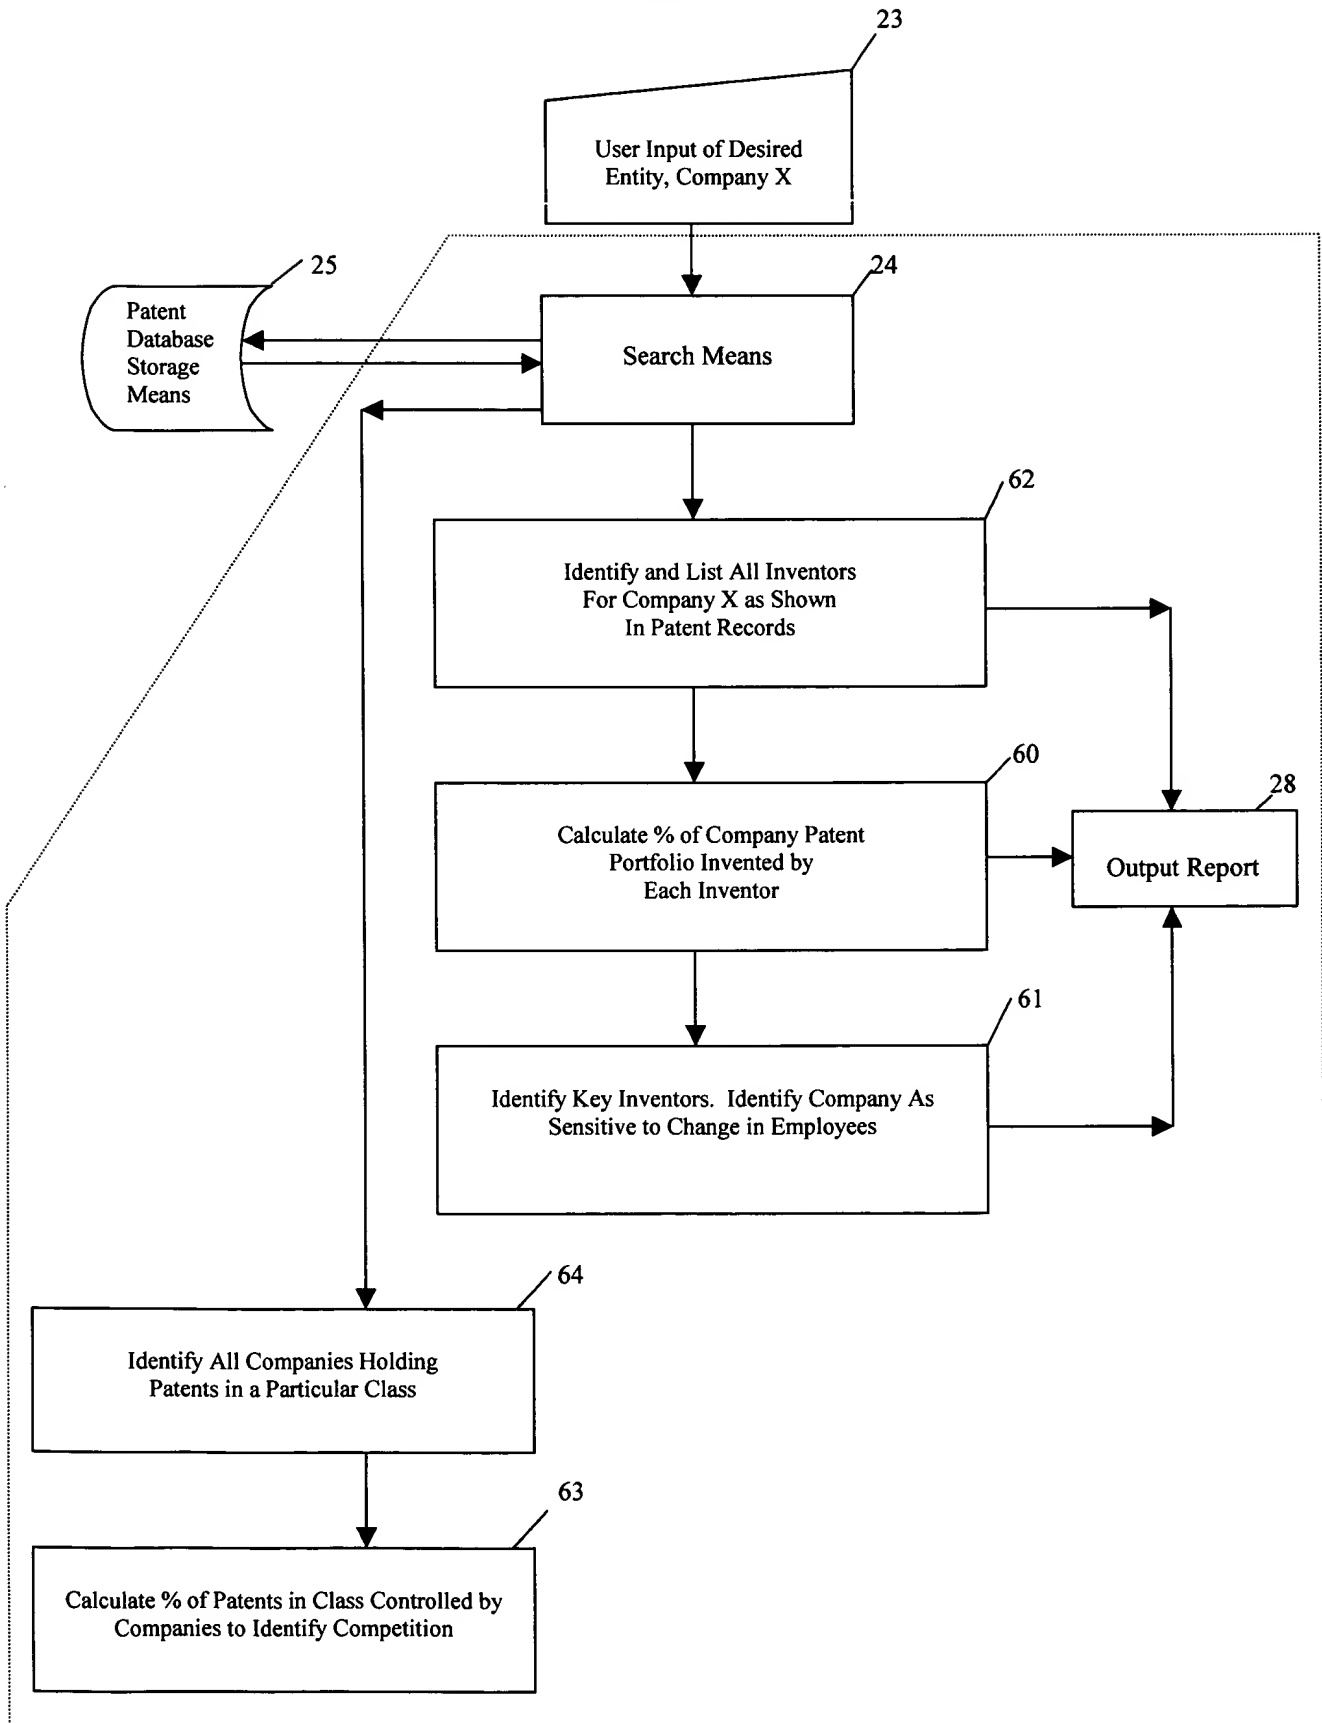 23
User Input of Desired
Entity, Company X
25
24
Patent
Database
Storage
Means
Search Means
62
Identify and List All Inventors
For Company X as Shown
In Patent Records
60
Calculate % of Company Patent
Portfolio Invented by
Each Inventor
28
Output Report
61
Identify Key Inventors. Identify Company As
Sensitive to Change in Employees
64
Identify All Companies Holding
Patents in a Particular Class
63
Calculate % of Patents in Class Controlled by
Companies to Identify Competition